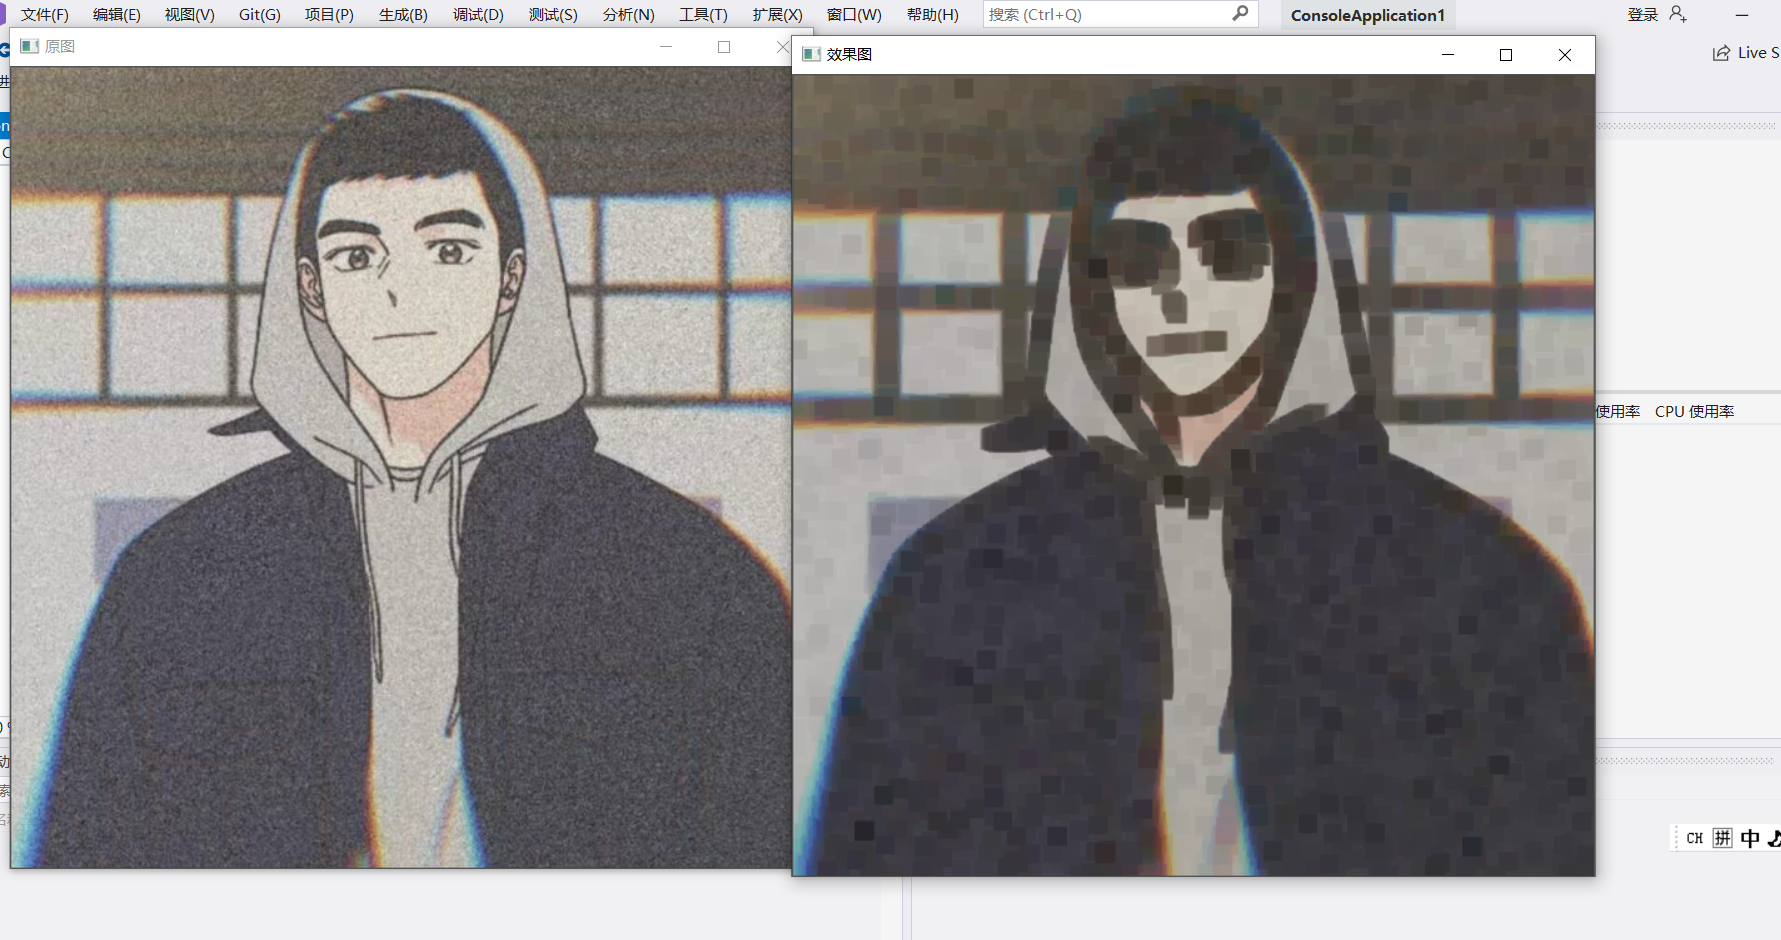 文件(F) 编辑(E) 视图(V) Git(G) 项目(P) 生成(B) 调试(D) 测试(S) 分析(N) 工具(T) 扩展(X) 窗口(W) 帮助(H) 搜索 (Ctrl+Q) ConsoleApplication1 登录
原图
效果图
Live S
使用率 CPU 使用率
CH 拼 中